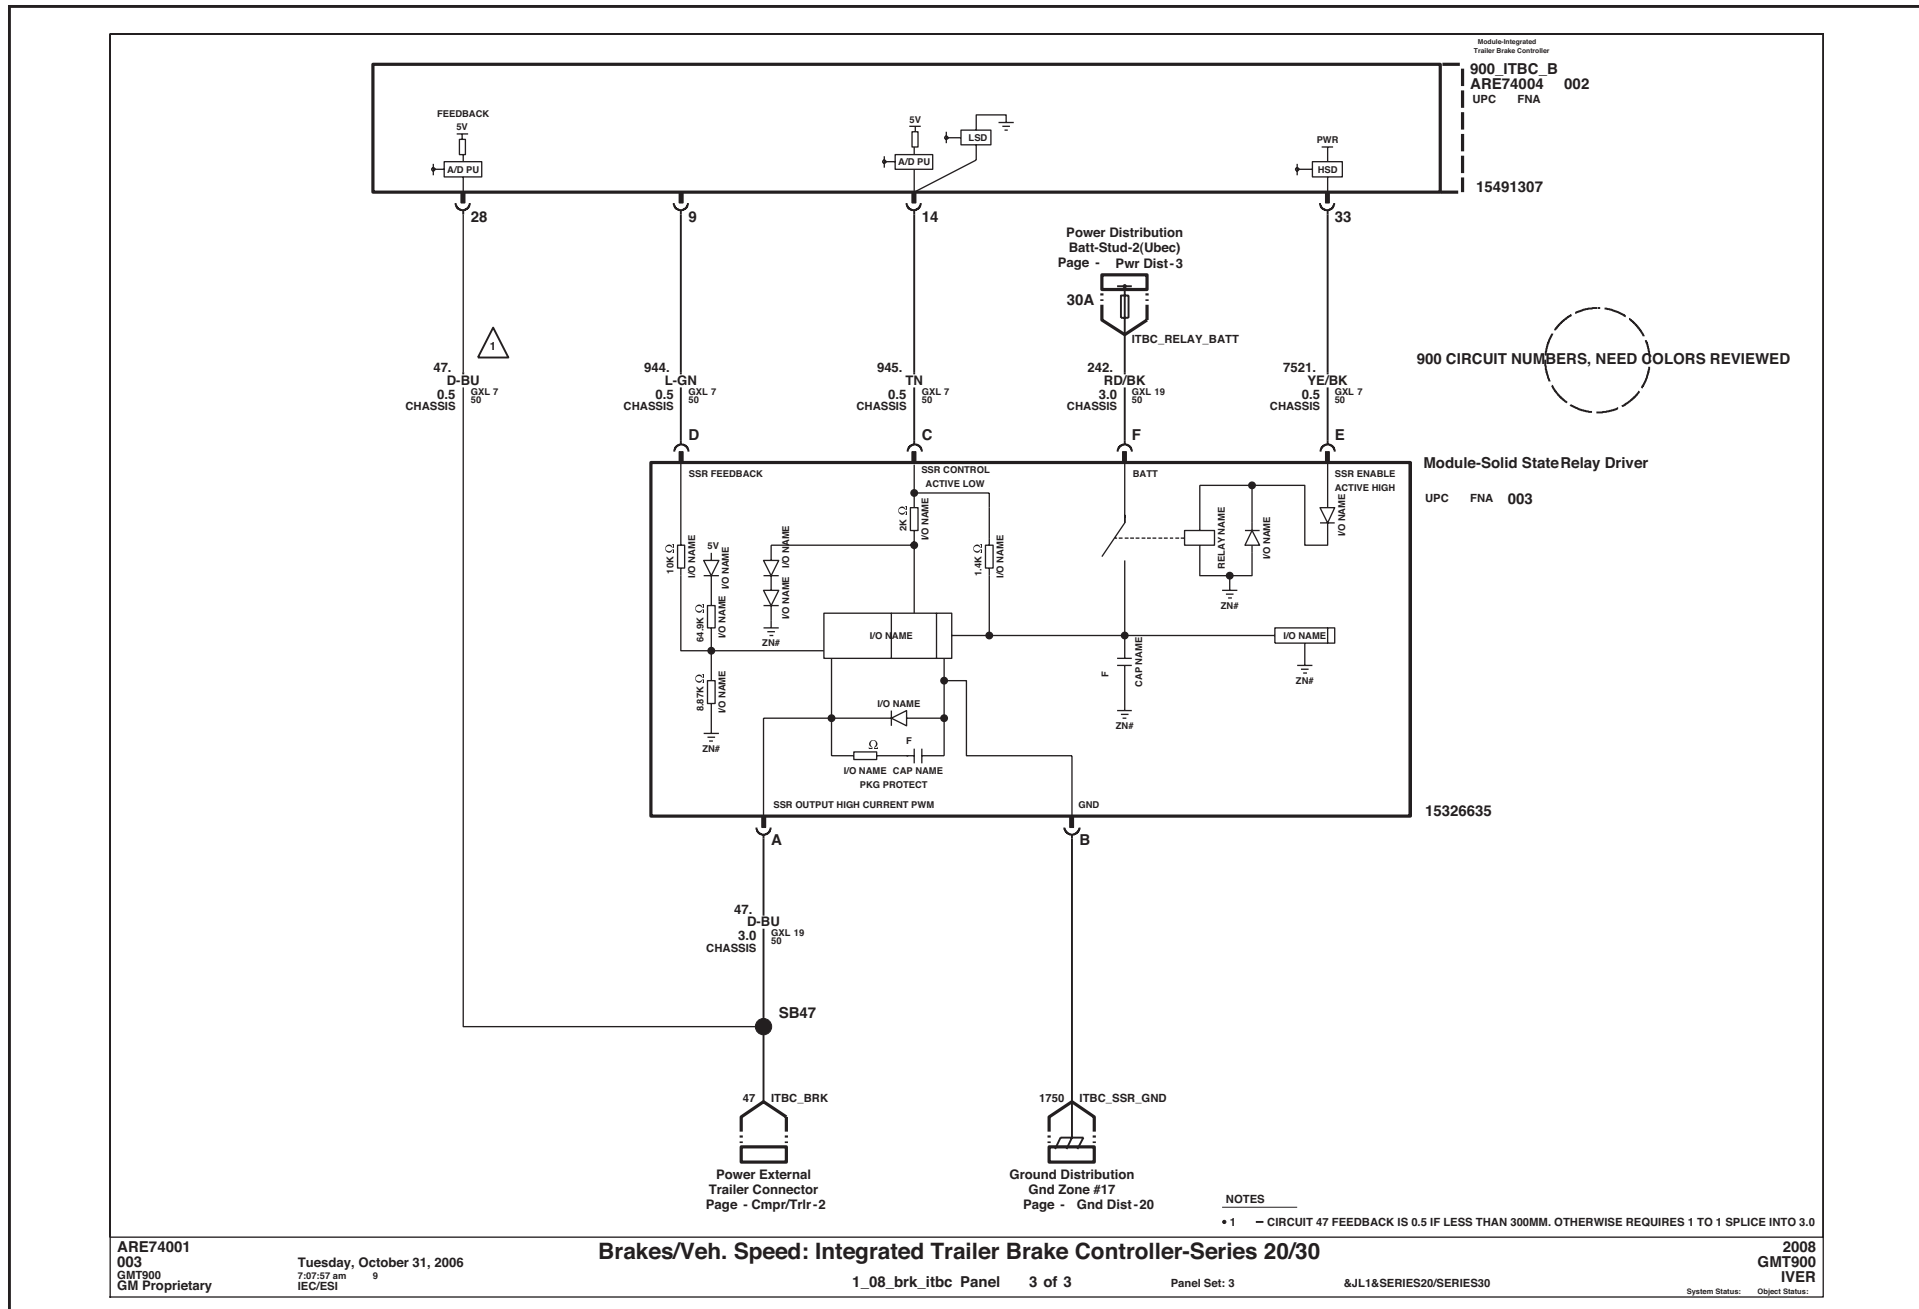 Module-Integrated
Trailer Brake Controller
900_ITBC_B
ARE74004 002
UPC FNA
15491307
FEEDBACK
5V
A/D PU
5V
A/D PU
LSD
PWR
HSD
28
9
14
33
Power Distribution
Batt-Stud-2(Ubec)
Page - Pwr Dist-3
30A
ITBC_RELAY_BATT
1
47.
D-BU
0.5 GXL 7
CHASSIS 50
944.
L-GN
0.5 GXL 7
CHASSIS 50
945.
TN
0.5 GXL 7
CHASSIS 50
242.
RD/BK
3.0 GXL 19
CHASSIS 50
7521.
YE/BK
0.5 GXL 7
CHASSIS 50
900 CIRCUIT NUMBERS, NEED COLORS REVIEWED
D
C
F
E
Module-Solid State Relay Driver
UPC FNA 003
SSR FEEDBACK
SSR CONTROL
ACTIVE LOW
BATT
SSR ENABLE
ACTIVE HIGH
10K Ω
I/O NAME
5V
I/O NAME
64.9K Ω
I/O NAME
8.87K Ω
I/O NAME
ZN#
I/O NAME
I/O NAME
ZN#
2K Ω
I/O NAME
1.4K Ω
I/O NAME
RELAY NAME
I/O NAME
I/O NAME
ZN#
I/O NAME
I/O NAME
ZN#
F
CAP NAME
ZN#
I/O NAME
Ω
F
I/O NAME CAP NAME
PKG PROTECT
SSR OUTPUT HIGH CURRENT PWM
GND
15326635
A
B
47.
D-BU
3.0 GXL 19
CHASSIS 50
SB47
47 ITBC_BRK
1750 ITBC_SSR_GND
Power External
Trailer Connector
Page - Cmpr/Trlr-2
Ground Distribution
Gnd Zone #17
Page - Gnd Dist-20
NOTES
• 1 – CIRCUIT 47 FEEDBACK IS 0.5 IF LESS THAN 300MM. OTHERWISE REQUIRES 1 TO 1 SPLICE INTO 3.0
ARE74001
003
GMT900
GM Proprietary
Tuesday, October 31, 2006
7:07:57 am 9
IEC/ESI
Brakes/Veh. Speed: Integrated Trailer Brake Controller-Series 20/30
1_08_brk_itbc Panel 3 of 3
Panel Set: 3
&JL1&SERIES20/SERIES30
2008
GMT900
IVER
System Status: Object Status: